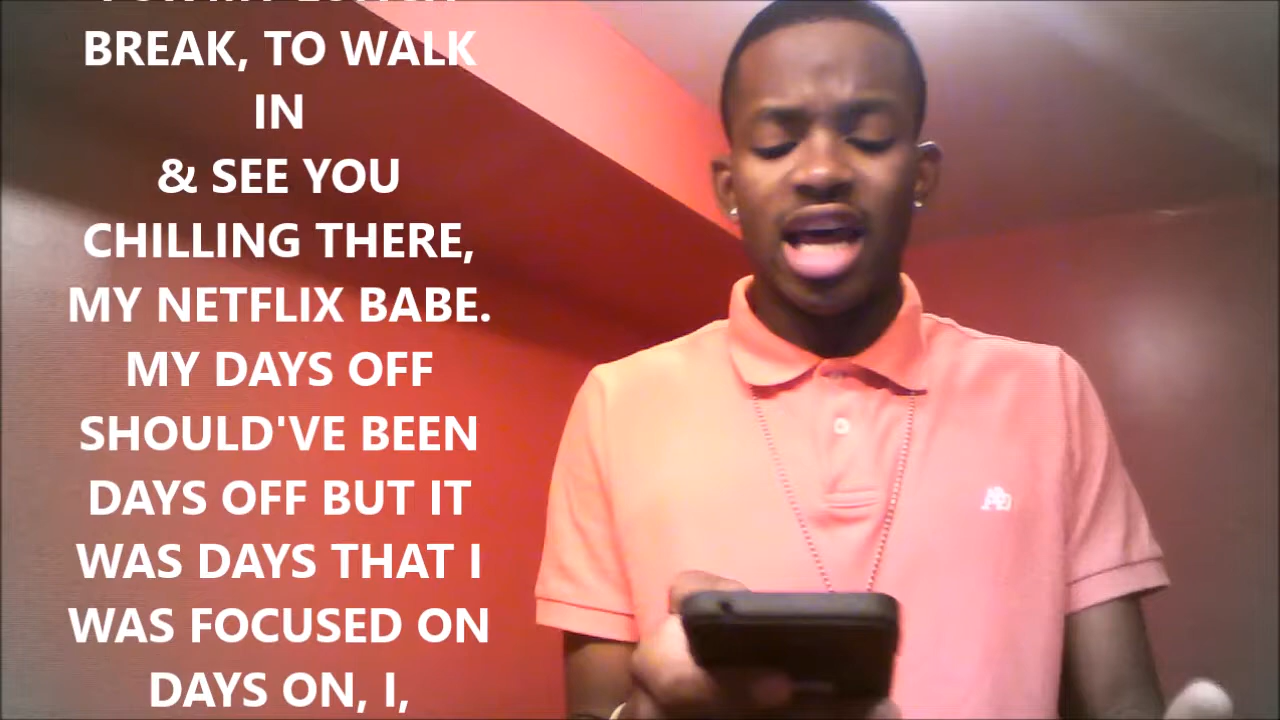 BREAK, TO WALK
IN
& SEE YOU
CHILLING THERE,
MY NETFLIX BABE.
MY DAYS OFF
SHOULD'VE BEEN
DAYS OFF BUT IT
WAS DAYS THAT I
WAS FOCUSED ON
DAYS ON, I,